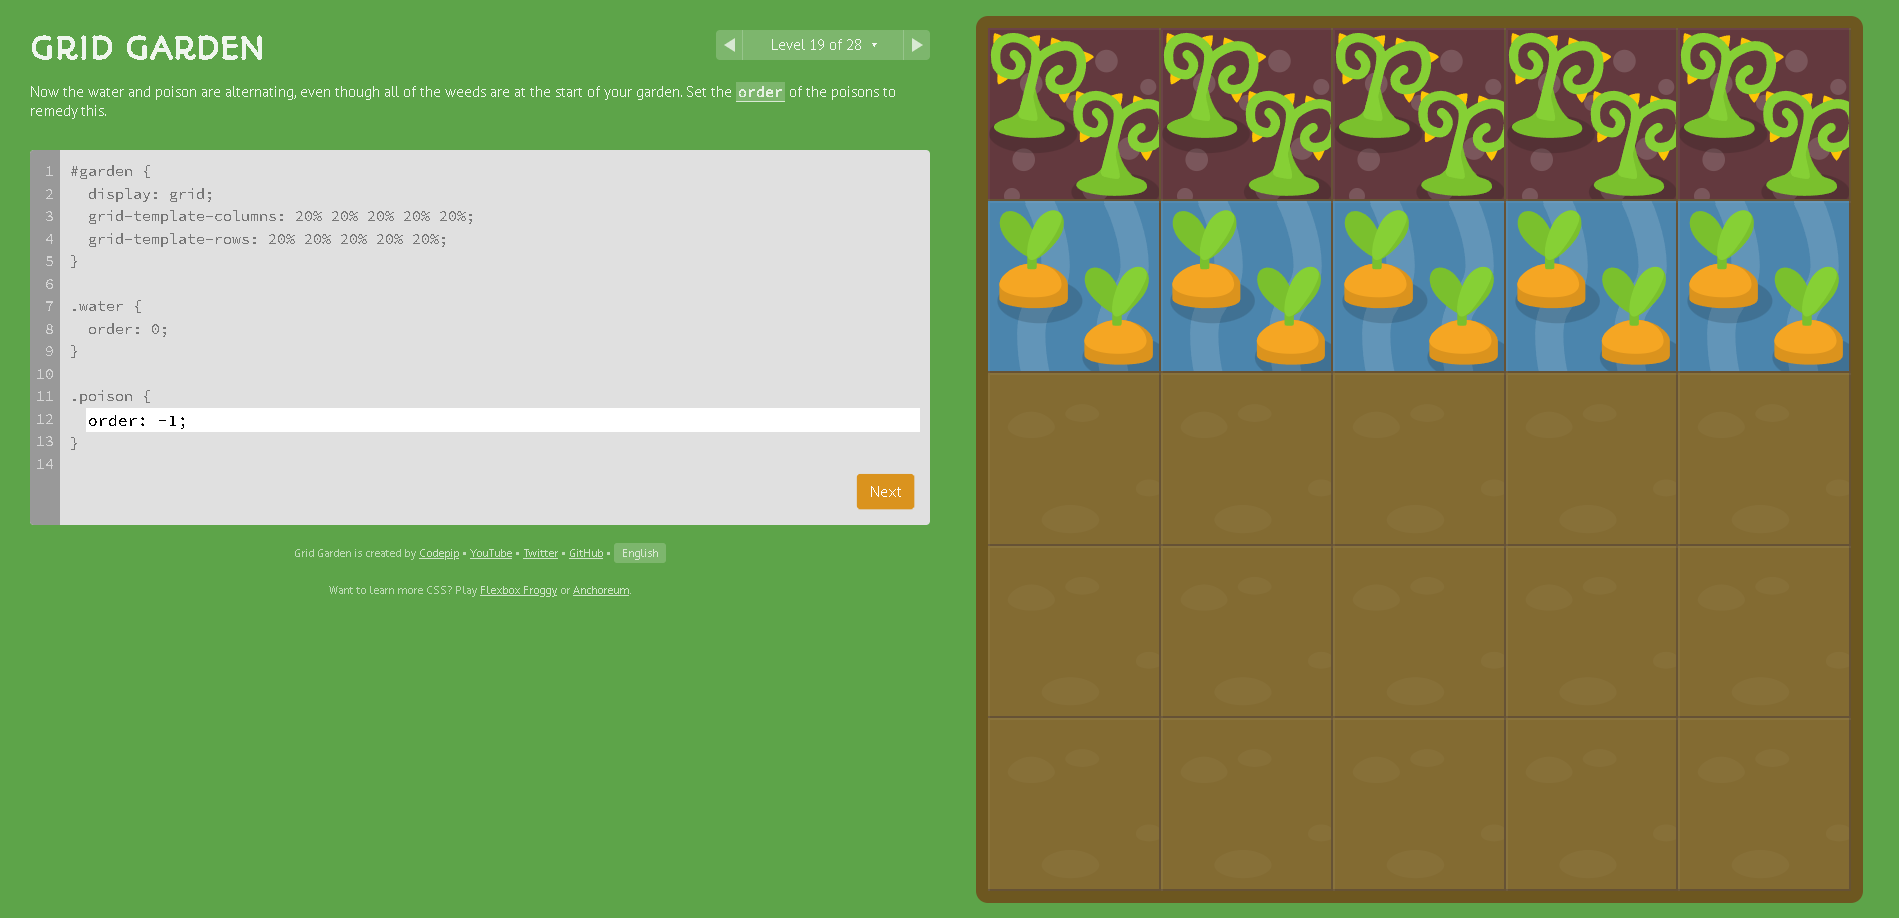 GRID GARDEN
◀ Level 19 of 28 ▾ ▶
Now the water and poison are alternating, even though all of the weeds are at the start of your garden. Set the order of the poisons to
remedy this.
1 #garden {
2 display: grid;
3 grid-template-columns: 20% 20% 20% 20% 20%;
4 grid-template-rows: 20% 20% 20% 20% 20%;
5 }
6
7 .water {
8 order: 0;
9 }
10
11 .poison {
12 order: -1;
13 }
14
Next
Grid Garden is created by Codepip • YouTube • Twitter • GitHub • English
Want to learn more CSS? Play Flexbox Froggy or Anchoreum.